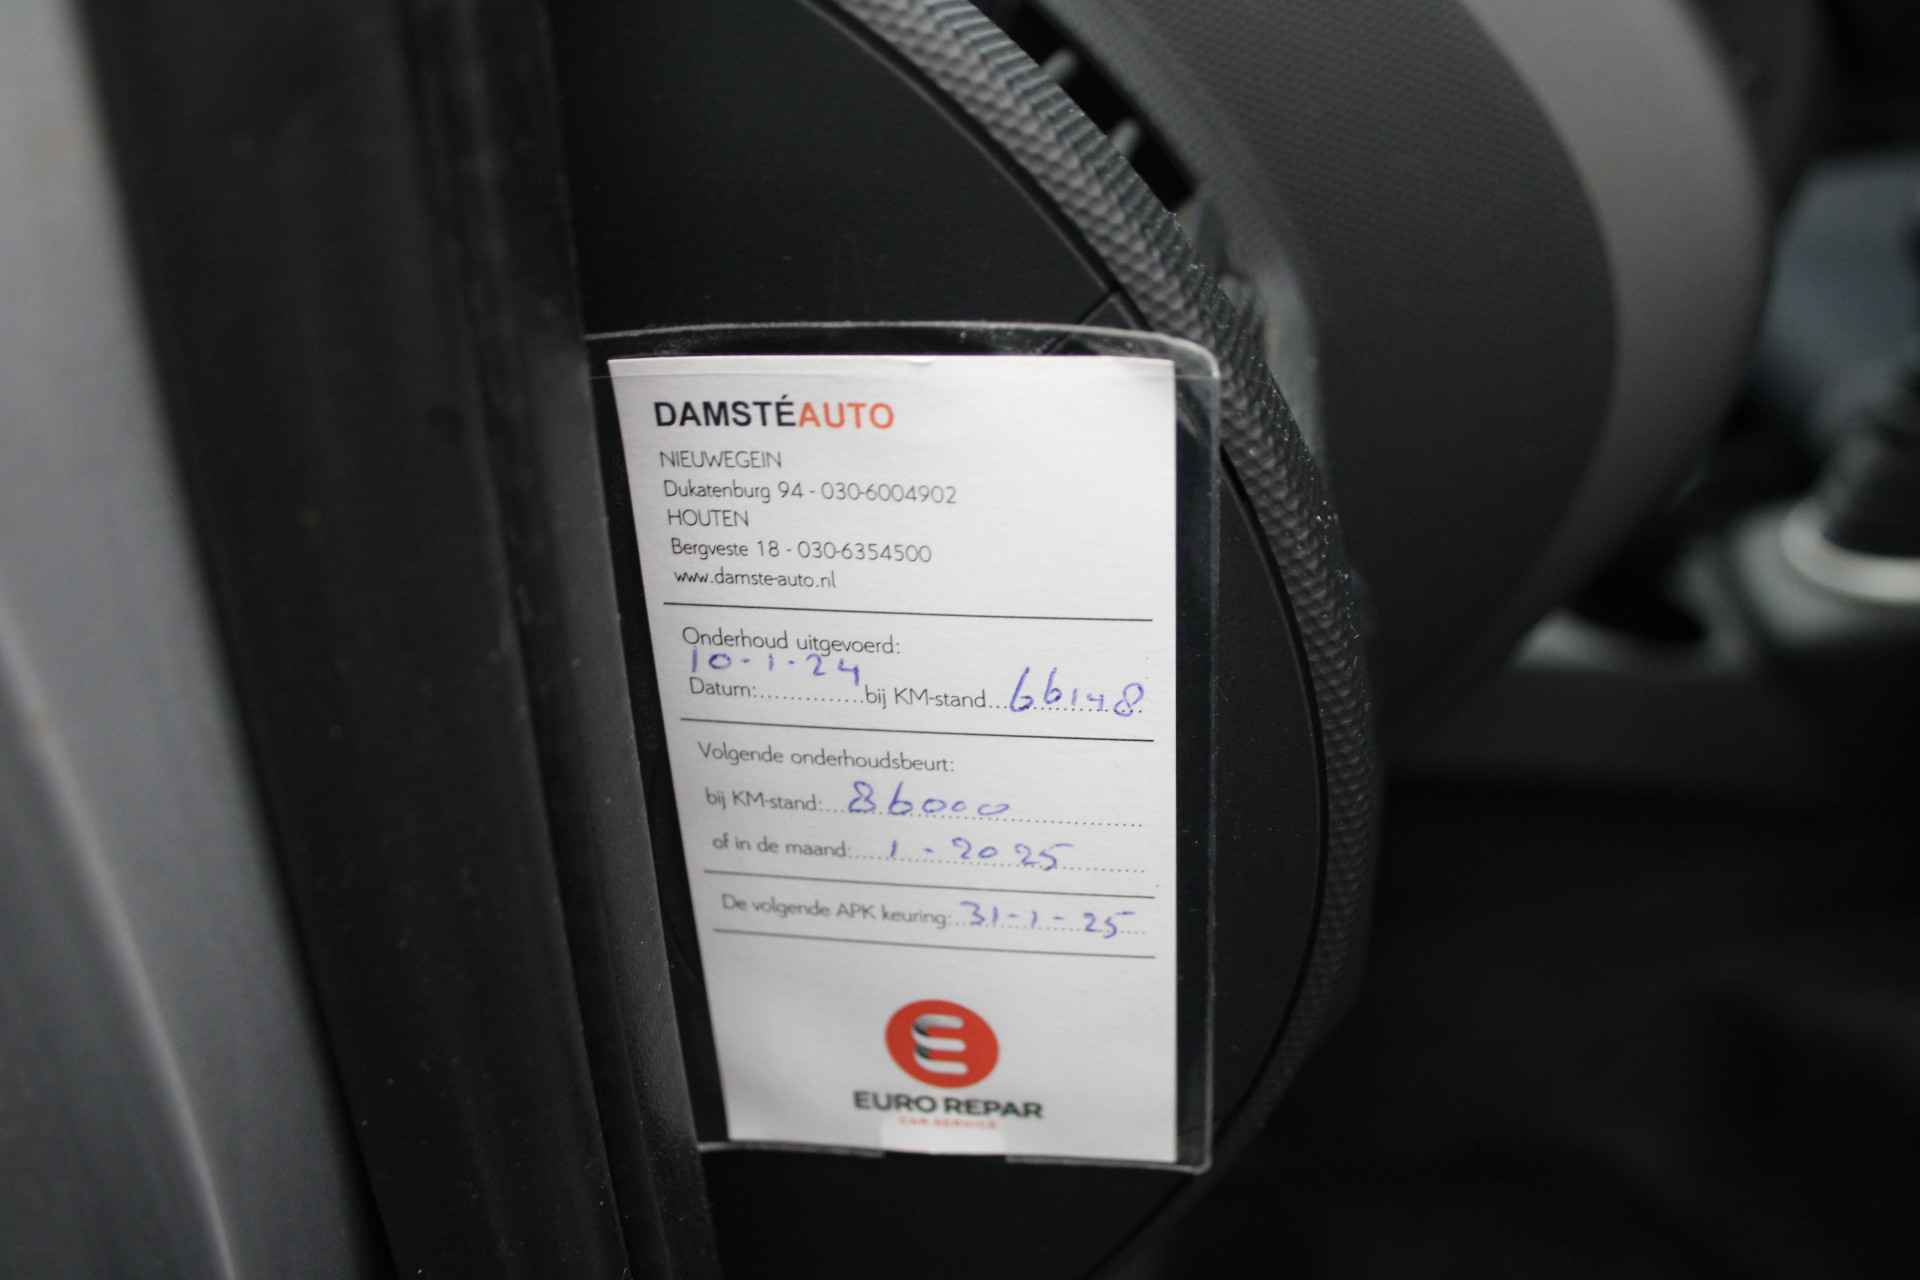 DAMSTÉAUTO
NIEUWEGEIN
Dukatenburg 94 - 030-6004902
HOUTEN
Bergveste 18 - 030-6354500
www.damste-auto.nl
Onderhoud uitgevoerd:
Datum: 10-1-24 bij KM-stand 66148
Volgende onderhoudsbeurt:
bij KM-stand: 86000
of in de maand: 1-2025
De volgende APK keuring: 31-1-25
EURO REPAR
CAR SERVICE